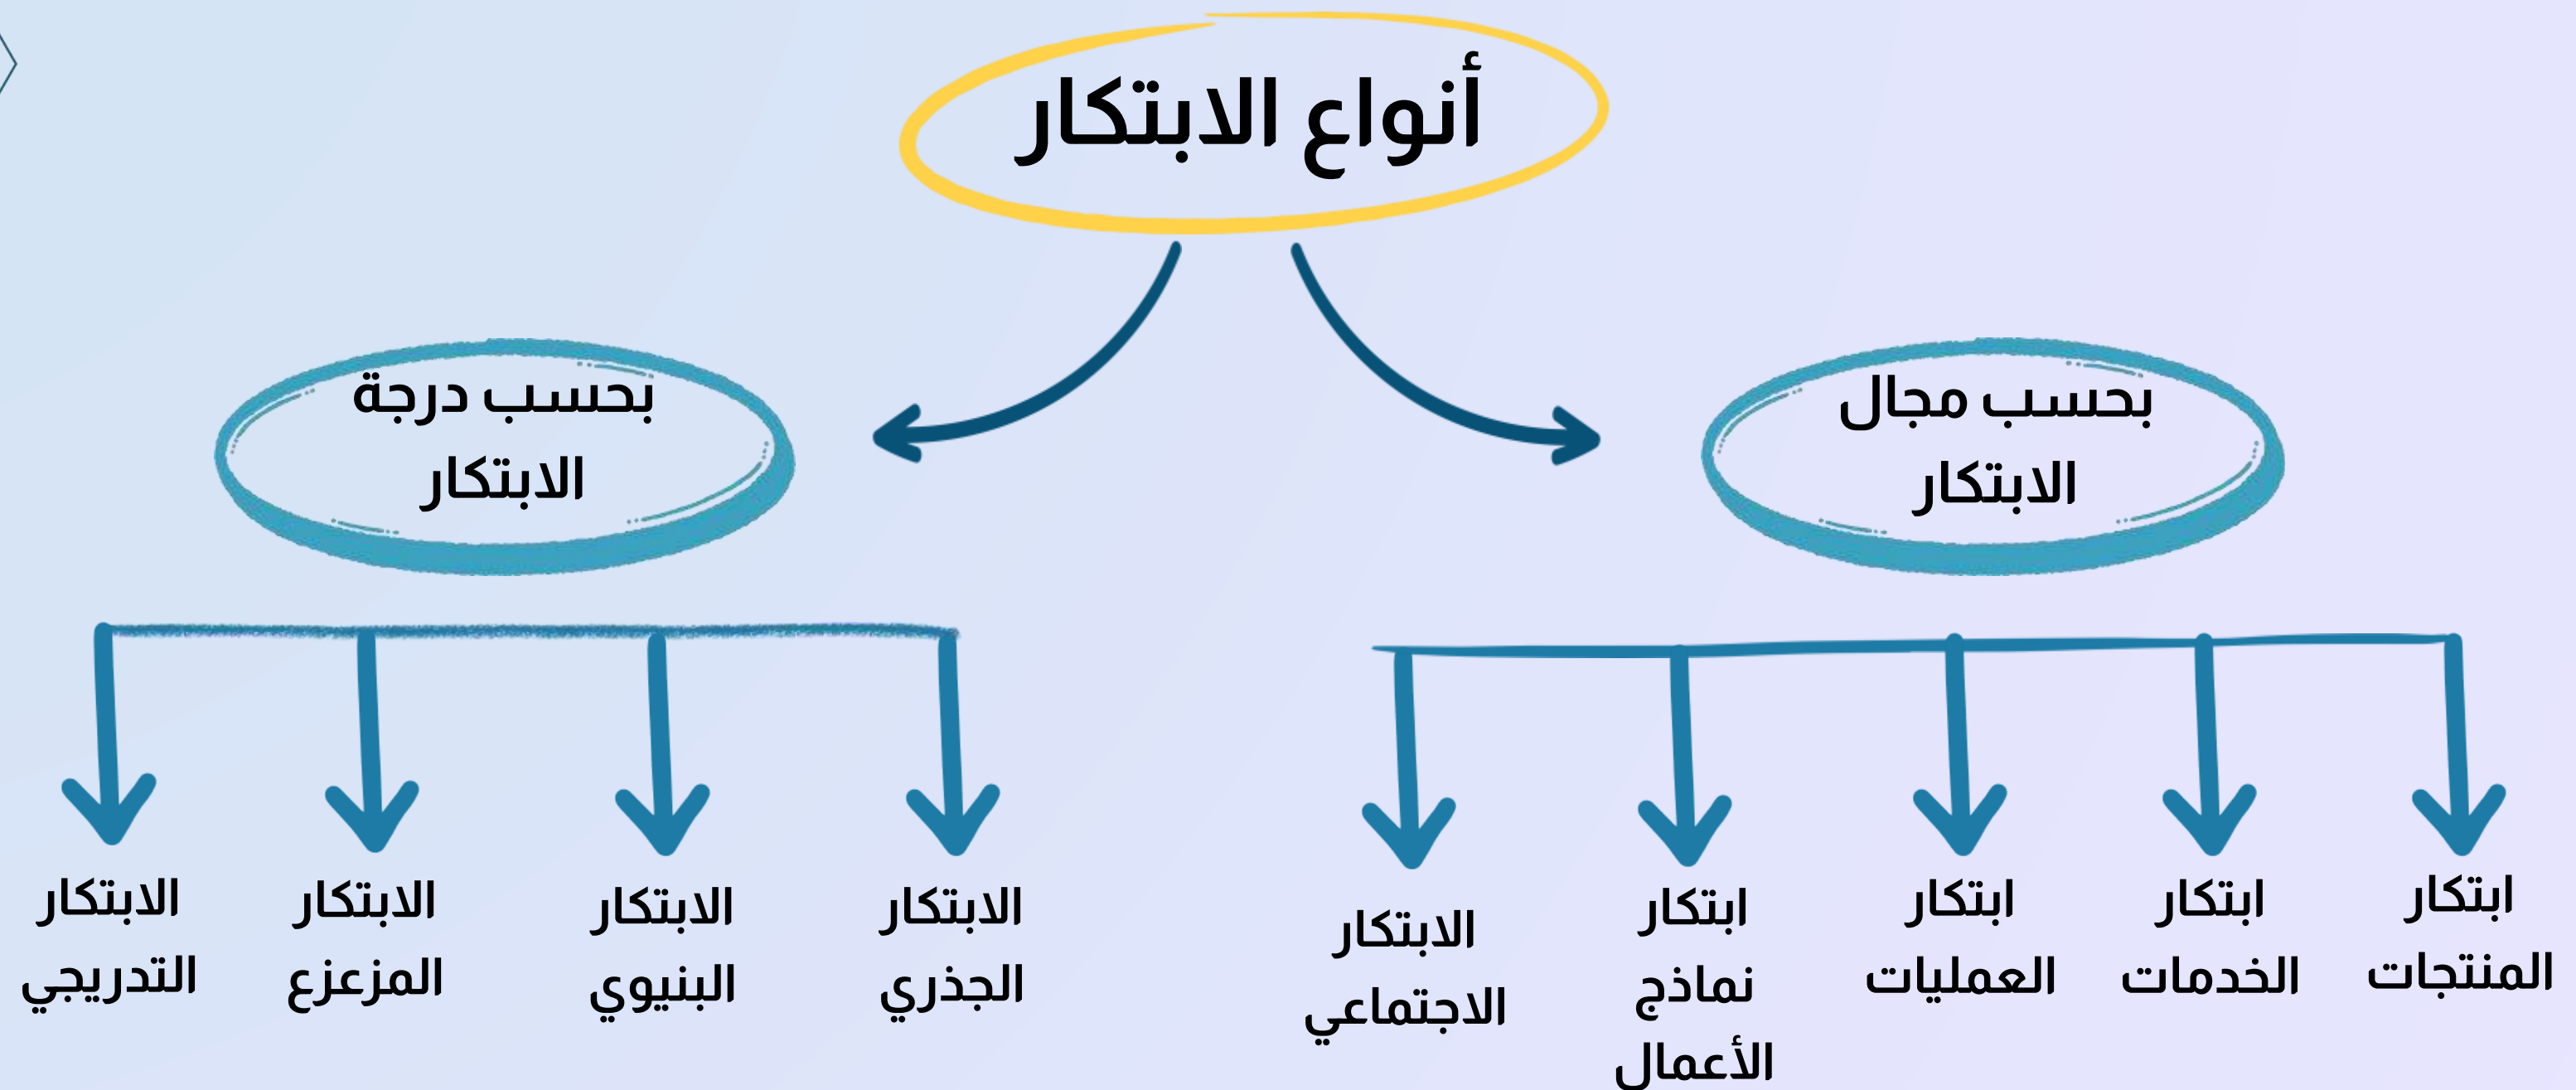 أنواع الابتكار
بحسب مجال
الابتكار
بحسب درجة
الابتكار
ابتكار
المنتجات
ابتكار
الخدمات
ابتكار
العمليات
ابتكار
نماذج
الأعمال
الابتكار
الاجتماعي
الابتكار
الجذري
الابتكار
البنيوي
الابتكار
المزعزع
الابتكار
التدريجي